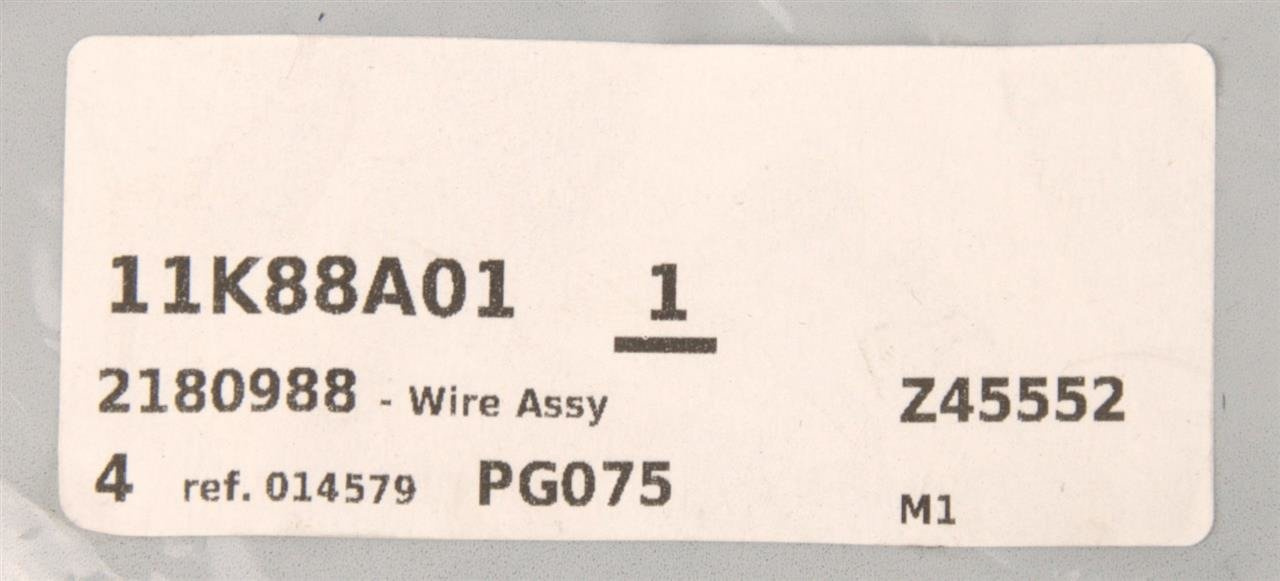 11K88A01 1
2180988 - Wire Assy Z45552
4 ref. 014579 PG075 M1